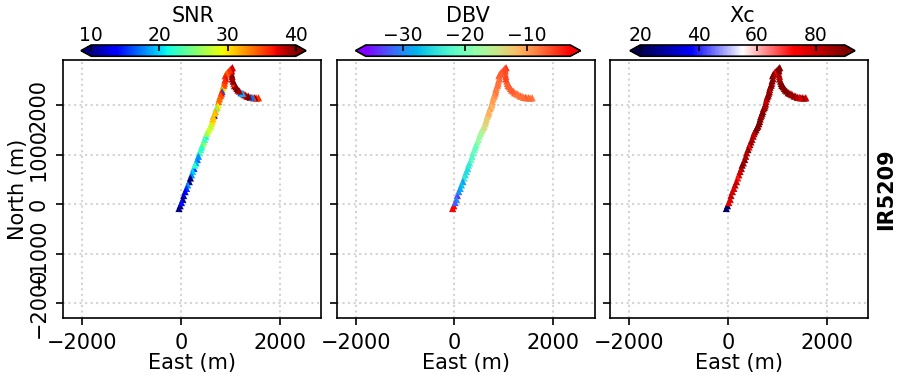 SNR
DBV
Xc
10 20 30 40
−30 −20 −10
20 40 60 80
North (m)
2000
1000
0
−1000
−2000
IR5209
−2000 0 2000
−2000 0 2000
−2000 0 2000
East (m)
East (m)
East (m)